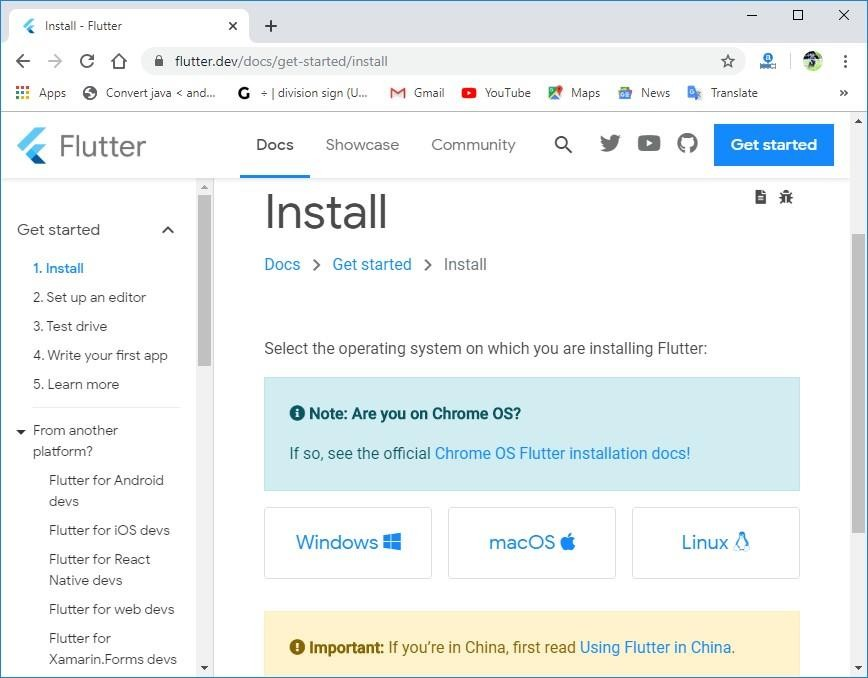 Install - Flutter
flutter.dev/docs/get-started/install
Apps Convert java < and... G ÷ | division sign (U... Gmail YouTube Maps News Translate »
Flutter Docs Showcase Community Get started
Get started
1. Install
2. Set up an editor
3. Test drive
4. Write your first app
5. Learn more
From another
platform?
Flutter for Android
devs
Flutter for iOS devs
Flutter for React
Native devs
Flutter for web devs
Flutter for
Xamarin.Forms devs
Install
Docs > Get started > Install
Select the operating system on which you are installing Flutter:
Note: Are you on Chrome OS?
If so, see the official Chrome OS Flutter installation docs!
Windows macOS Linux
Important: If you’re in China, first read Using Flutter in China.